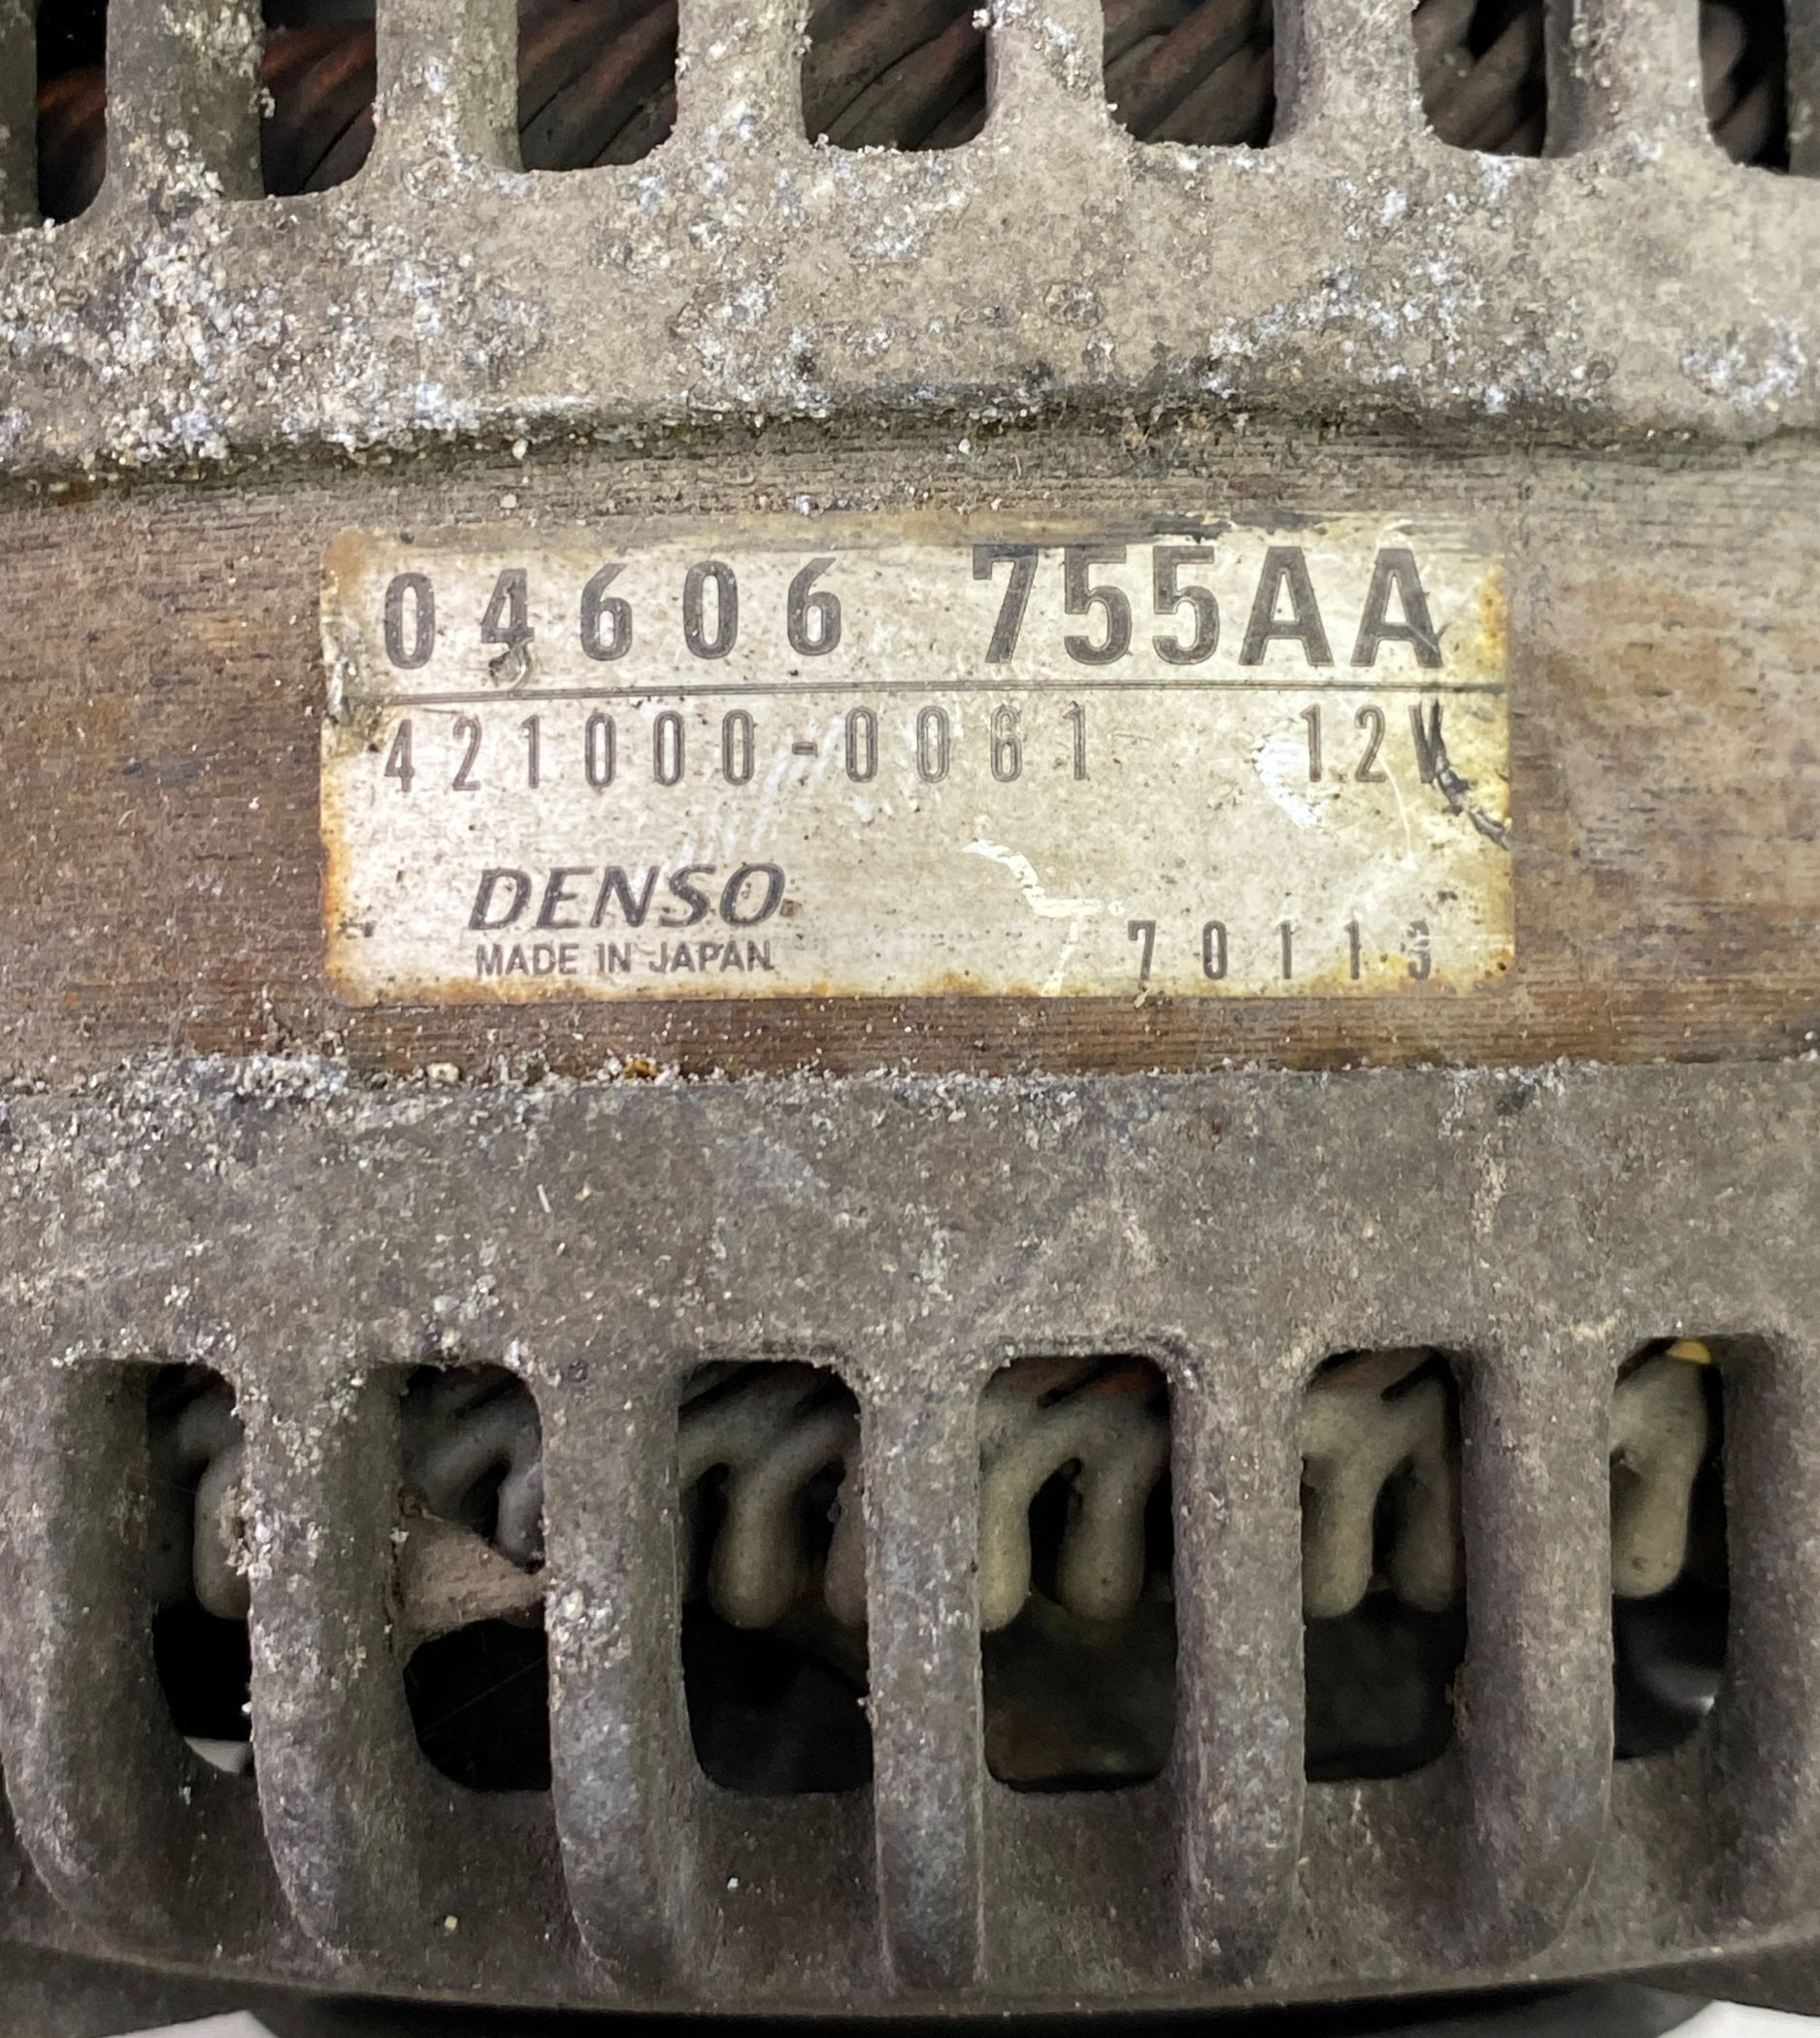 04606 755AA
421000-0061 12V
DENSO
MADE IN JAPAN
70113